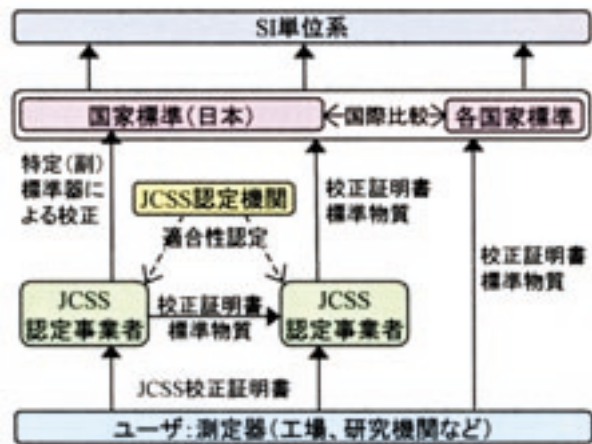 SI単位系
国家標準(日本)
国際比較
各国家標準
特定(副)
標準器に
よる校正
JCSS認定機関
適合性認定
校正証明書
標準物質
校正証明書
標準物質
JCSS
認定事業者
校正証明書
標準物質
JCSS
認定事業者
JCSS校正証明書
ユーザ:測定器(工場、研究機関など)